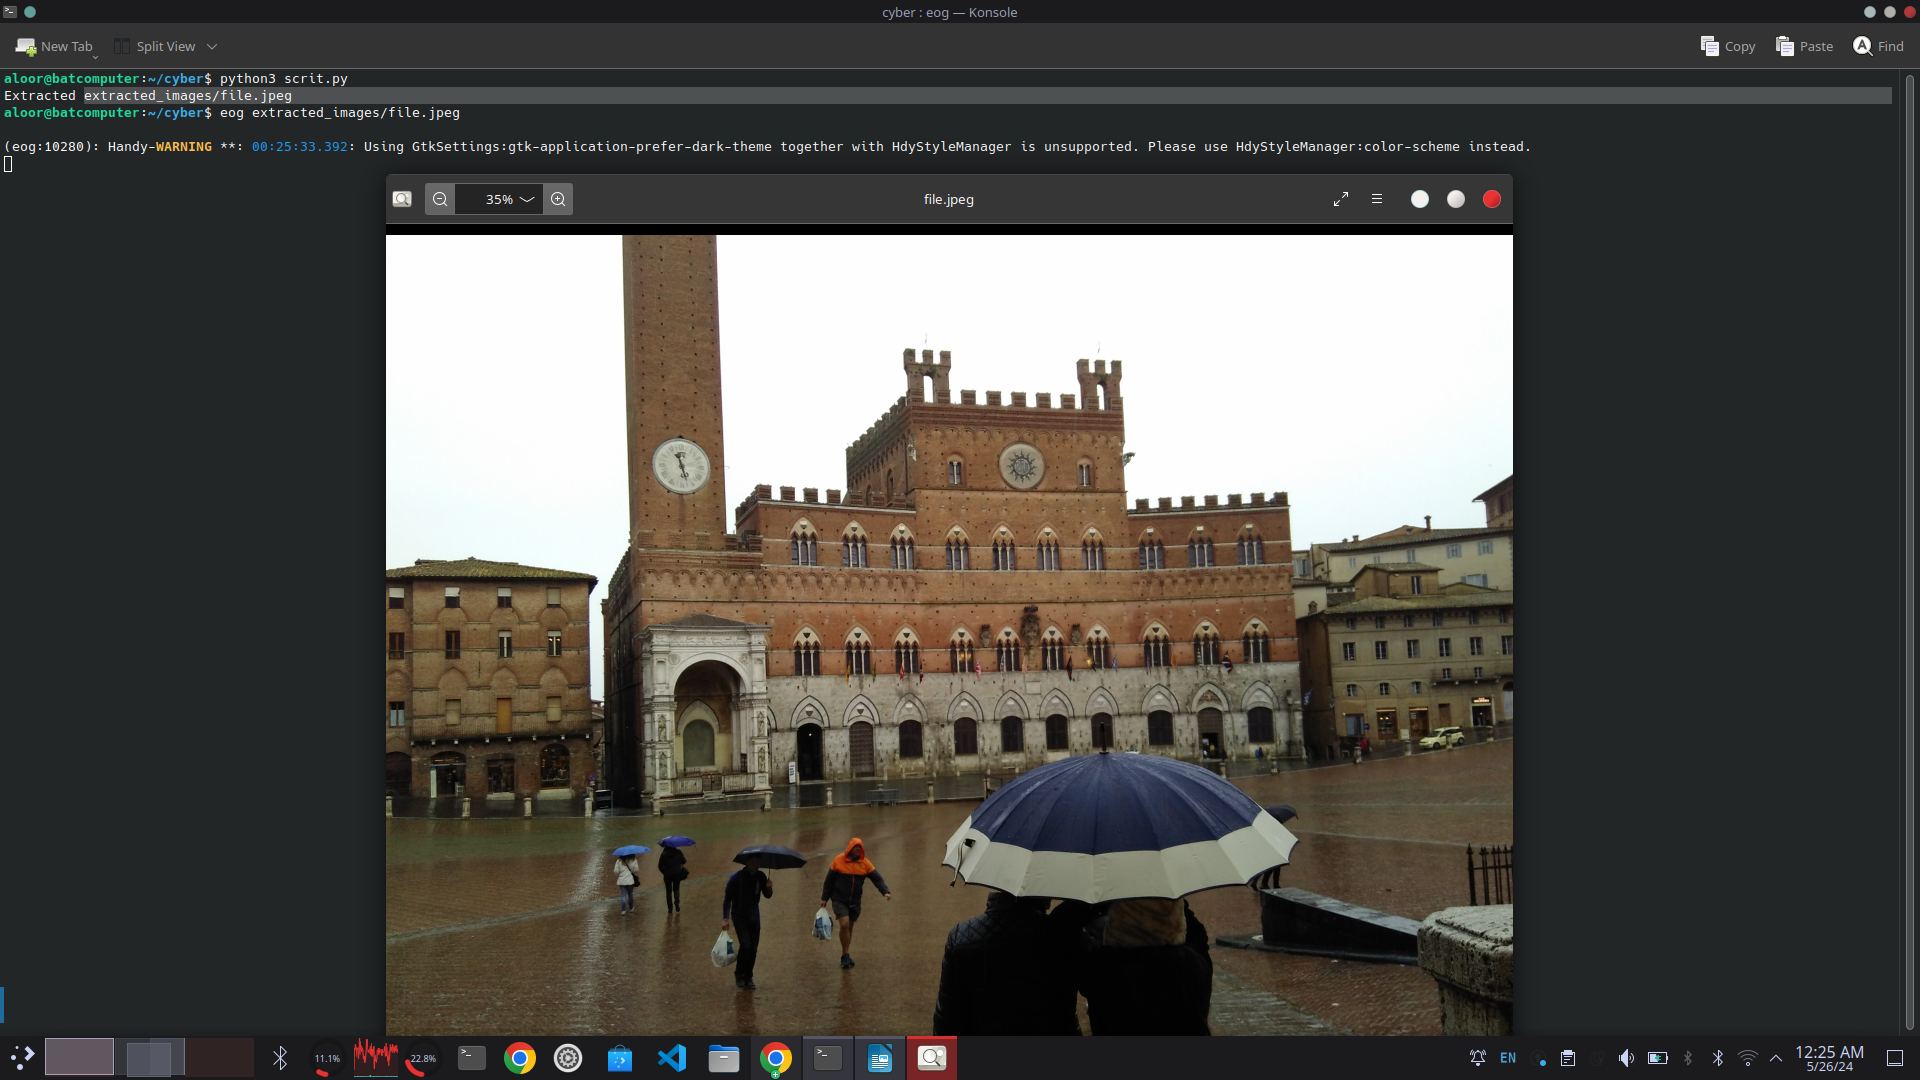 cyber : eog — Konsole
New Tab
Split View
Copy
Paste
Find
aloor@batcomputer:~/cyber$ python3 scrit.py
Extracted extracted_images/file.jpeg
aloor@batcomputer:~/cyber$ eog extracted_images/file.jpeg
(eog:10280): Handy-WARNING **: 00:25:33.392: Using GtkSettings:gtk-application-prefer-dark-theme together with HdyStyleManager is unsupported. Please use HdyStyleManager:color-scheme instead.
35%
file.jpeg
11.1%
22.8%
EN
12:25 AM
5/26/24